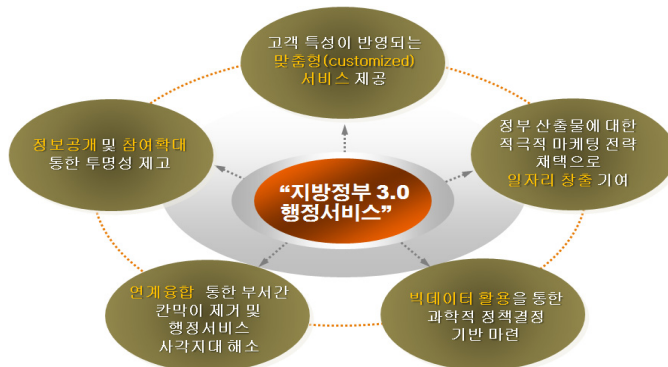 고객 특성이 반영되는
맞춤형(customized)
서비스 제공
정보공개 및 참여확대
통한 투명성 제고
정부 산출물에 대한
적극적 마케팅 전략
채택으로
일자리 창출 기여
“지방정부 3.0
행정서비스”
연계융합 통한 부서간
칸막이 제거 및
행정서비스
사각지대 해소
빅데이터 활용을 통한
과학적 정책결정
기반 마련